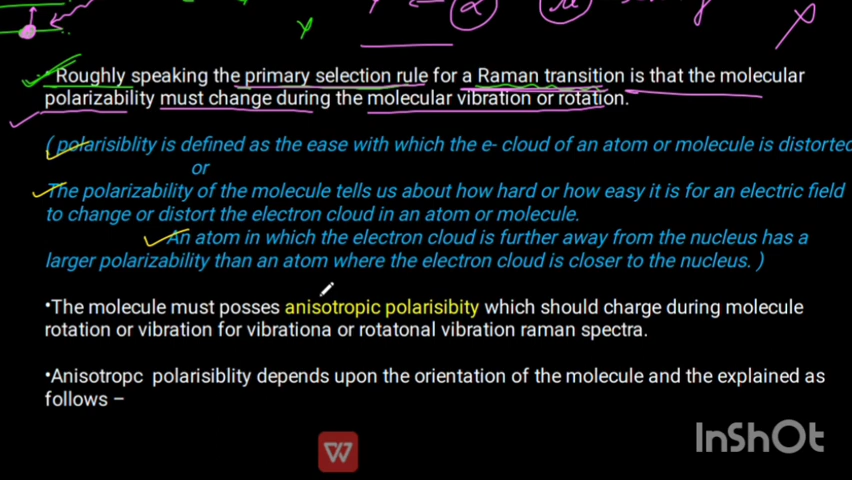 α
Roughly speaking the primary selection rule for a Raman transition is that the molecular
polarizability must change during the molecular vibration or rotation.
( polarisiblity is defined as the ease with which the e- cloud of an atom or molecule is distorted
or
The polarizability of the molecule tells us about how hard or how easy it is for an electric field
to change or distort the electron cloud in an atom or molecule.
An atom in which the electron cloud is further away from the nucleus has a
larger polarizability than an atom where the electron cloud is closer to the nucleus. )
•The molecule must posses anisotropic polarisibity which should charge during molecule
rotation or vibration for vibrationa or rotatonal vibration raman spectra.
•Anisotropc polarisiblity depends upon the orientation of the molecule and the explained as
follows –
W
InShOt